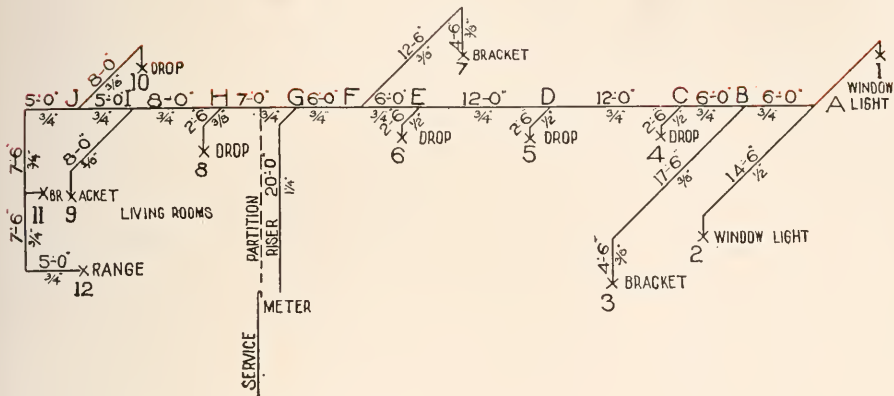 12-6"
3/8"
4-6"
3/8"
BRACKET
7
8-0"
3/8"
10 DROP
1
WINDOW
LIGHT
5-0" J 5-0" I 8-0" H 7-0" G 6-0" F 6-0" E 12-0" D 12-0" C 6-0" B 6-0" A
3/4" 3/4" 3/4" 3/4" 3/4" 3/4" 3/4" 3/4" 3/4" 3/4"
2-6 3/8
DROP
8
2-6 1/2
DROP
6
2-6 1/2
DROP
5
2-6 1/2
DROP
4
7-6"
3/4"
8-0"
3/8"
17-6"
3/8"
14-6"
1/2"
BR ACKET
11 9
LIVING ROOMS
7-6"
3/4"
PARTITION
RISER 20-0"
1 1/4"
WINDOW LIGHT
2
4-6"
3/8"
BRACKET
3
5-0"
3/4"
RANGE
12
METER
SERVICE